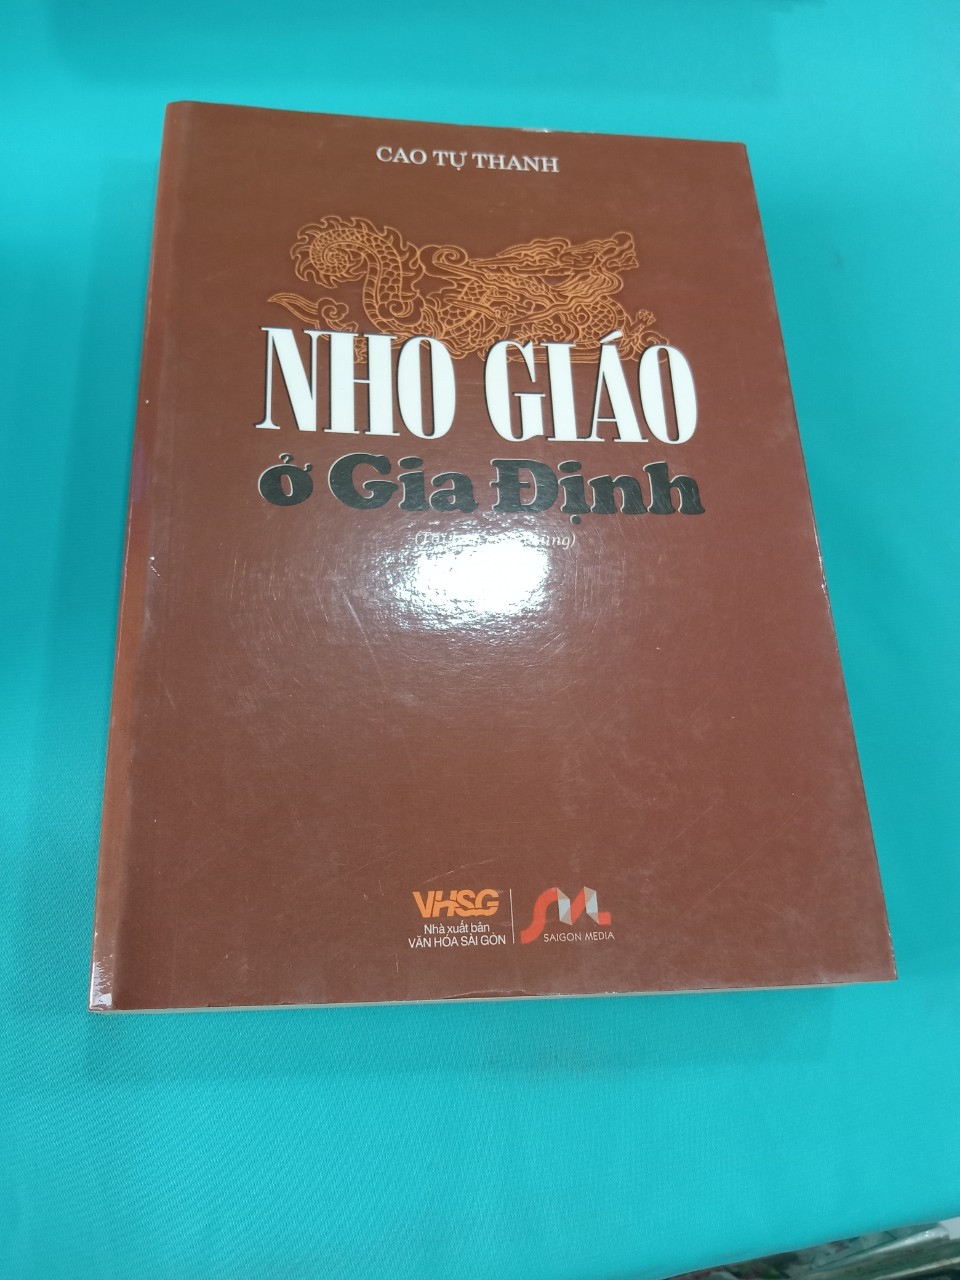 CAO TỰ THANH
NHO GIÁO
ở Gia Định
VHSG
Nhà xuất bản
VĂN HÓA SÀI GÒN
SAIGON MEDIA